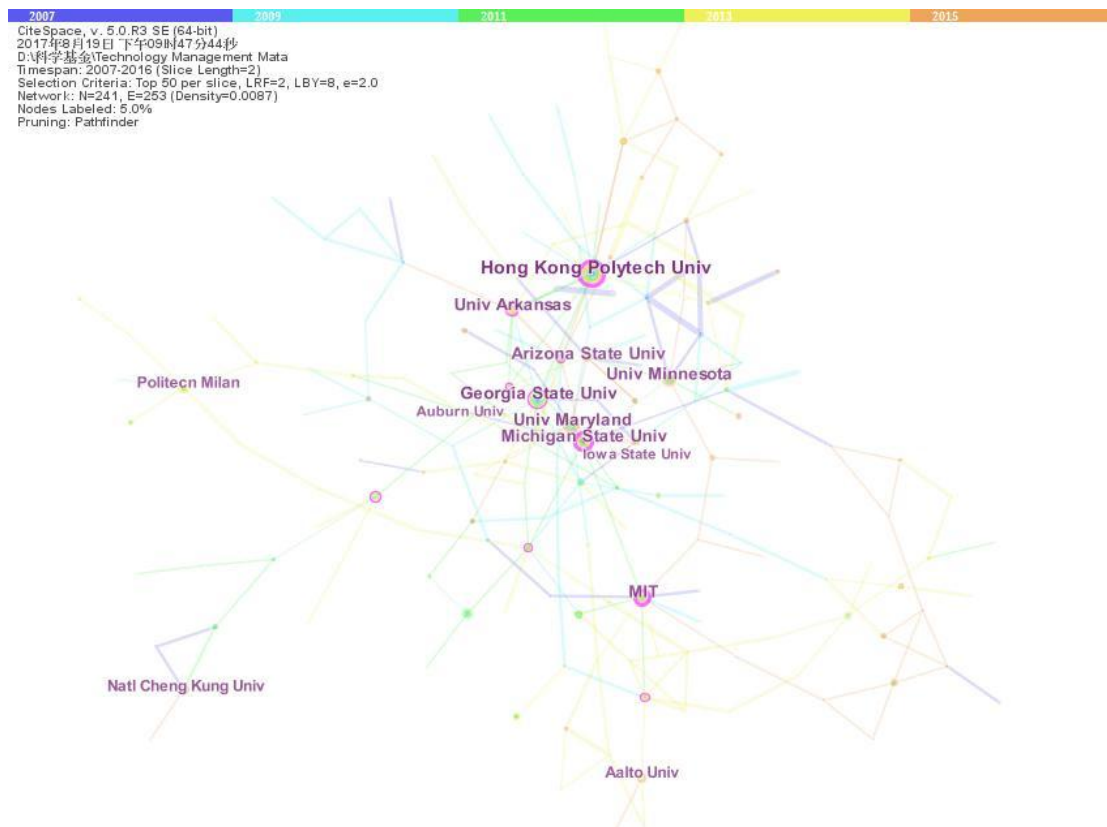 2007 2009 2011 2013 2015
CiteSpace, v. 5.0.R3 SE (64-bit)
2017年8月19日 下午09时47分44秒
D:\科学基金\Technology Management Mata
Timespan: 2007-2016 (Slice Length=2)
Selection Criteria: Top 50 per slice, LRF=2, LBY=8, e=2.0
Network: N=241, E=253 (Density=0.0087)
Nodes Labeled: 5.0%
Pruning: Pathfinder
Hong Kong Polytech Univ
Univ Arkansas
Arizona State Univ
Univ Minnesota
Politecn Milan
Georgia State Univ
Auburn Univ
Univ Maryland
Michigan State Univ
Iowa State Univ
MIT
Natl Cheng Kung Univ
Aalto Univ